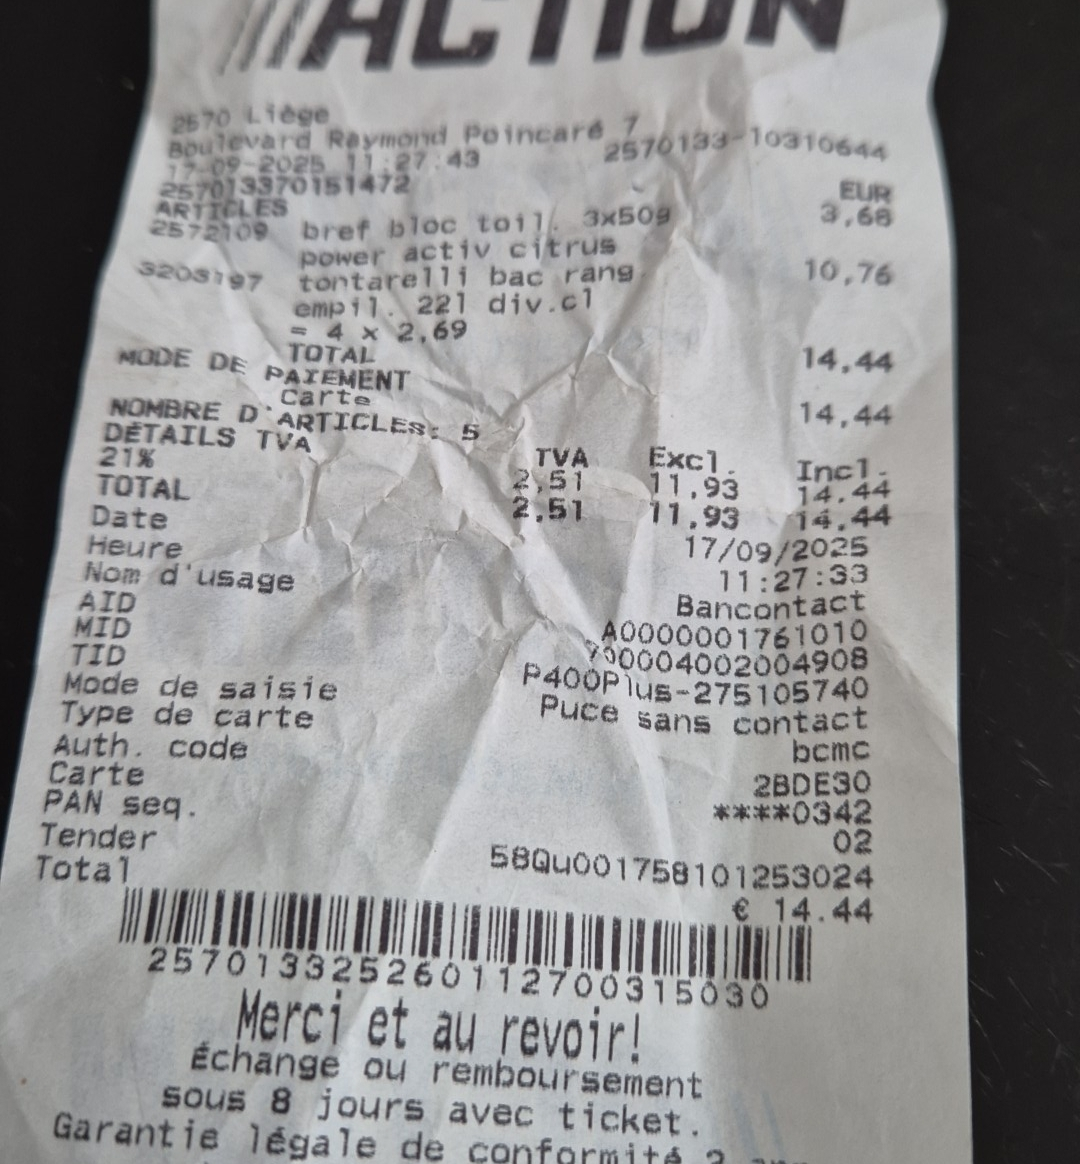 ACTION
2570 Liège
Boulevard Raymond Poincaré 7
17-09-2025 11:27:43 2570133-10310644
257013370151472
ARTICLES EUR
2572109 bref bloc toil. 3x50g 3,68
power activ citrus
3203197 tontarelli bac rang 10,76
empil. 22l div.cl
= 4 x 2,69
TOTAL 14,44
MODE DE PAIEMENT
Carte 14,44
NOMBRE D'ARTICLES: 5
DÉTAILS TVA TVA Excl. Incl.
21% 2,51 11,93 14,44
TOTAL 2,51 11,93 14,44
Date 17/09/2025
Heure 11:27:33
Nom d'usage Bancontact
AID A0000001761010
MID 00004002004908
TID P400Plus-275105740
Mode de saisie Puce sans contact
Type de carte bcmc
Auth. code 2BDE30
Carte ****0342
PAN seq. 02
Tender 58Qu001758101253024
Total € 14.44
257013325260112700315030
Merci et au revoir!
Échange ou remboursement
sous 8 jours avec ticket.
Garantie légale de conformité 2